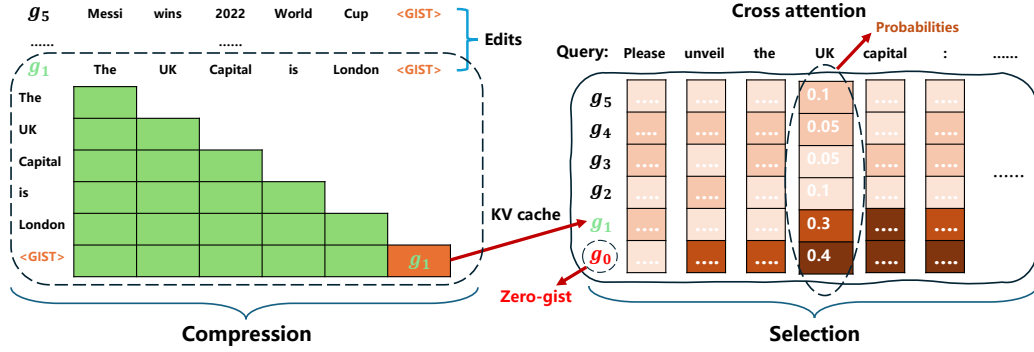 g5 Messi wins 2022 World Cup <GIST>
...... ......
Edits
g1 The UK Capital is London <GIST>
The
UK
Capital
is
London
<GIST> g1
KV cache
Compression
Cross attention
Probabilities
Query: Please unveil the UK capital : ......
g5 .... .... .... 0.1 .... ....
g4 .... .... .... 0.05 .... ....
g3 .... .... .... 0.05 .... ....
......
g2 .... .... .... 0.1 .... ....
g1 .... .... .... 0.3 .... ....
g0 .... .... .... 0.4 .... ....
Zero-gist
Selection